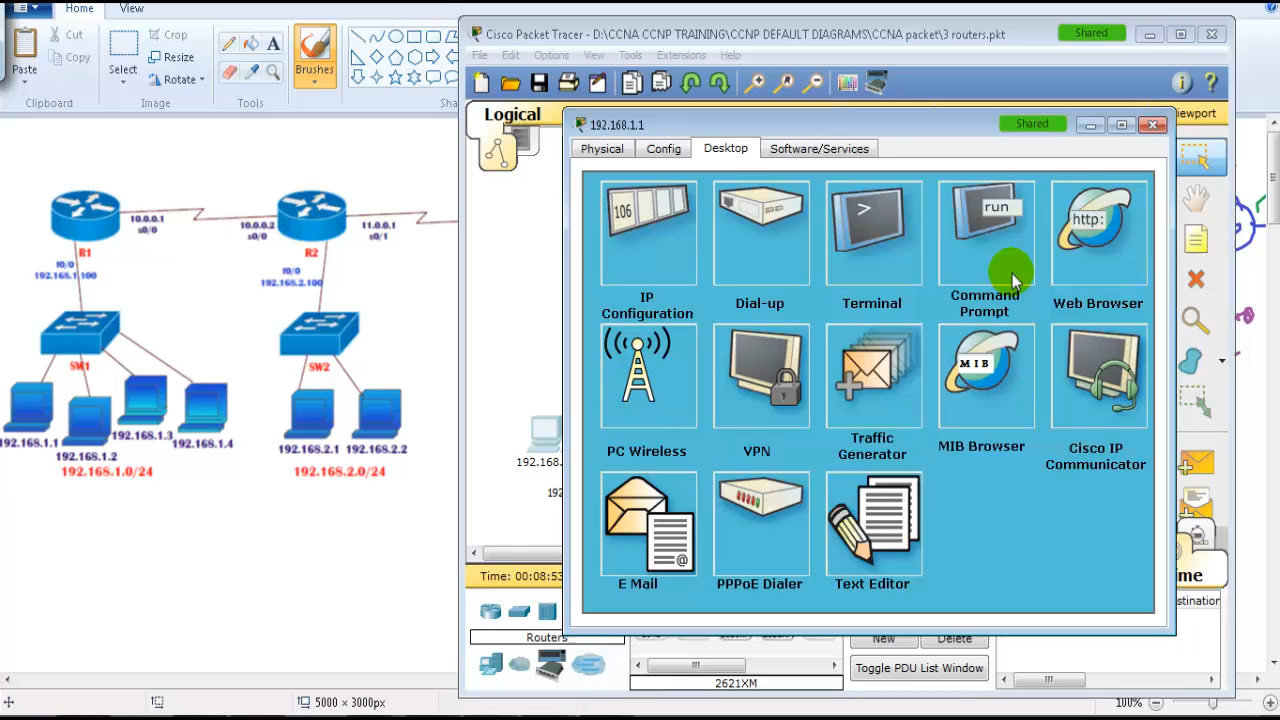 Home
View
Cut
Copy
Paste
Clipboard
Select
Crop
Resize
Rotate
Image
Tools
Brushes
Cisco Packet Tracer - D:\CCNA CCNP TRAINING\CCNP DEFAULT DIAGRAMS\CCNA packet\3 routers.pkt
Shared
File Edit Options View Tools Extensions Help
Logical
192.168.1.1
Shared
Physical Config Desktop Software/Services
106
IP
Configuration
Dial-up
>
Terminal
run
Command
Prompt
http:
Web Browser
PC Wireless
VPN
Traffic
Generator
MIB
MIB Browser
Cisco IP
Communicator
@
E Mail
PPPoE Dialer
Text Editor
10.0.0.1
s0/0
10.0.0.2
s0/0
11.0.0.1
s0/1
R1
R2
f0/0
192.168.1.100
f0/0
192.168.2.100
SW1
SW2
192.168.1.1
192.168.1.2
192.168.1.3
192.168.1.4
192.168.2.1
192.168.2.2
192.168.1.0/24
192.168.2.0/24
192.168.
Time: 00:08:53
Routers
2621XM
New
Delete
Toggle PDU List Window
5000 × 3000px
100%